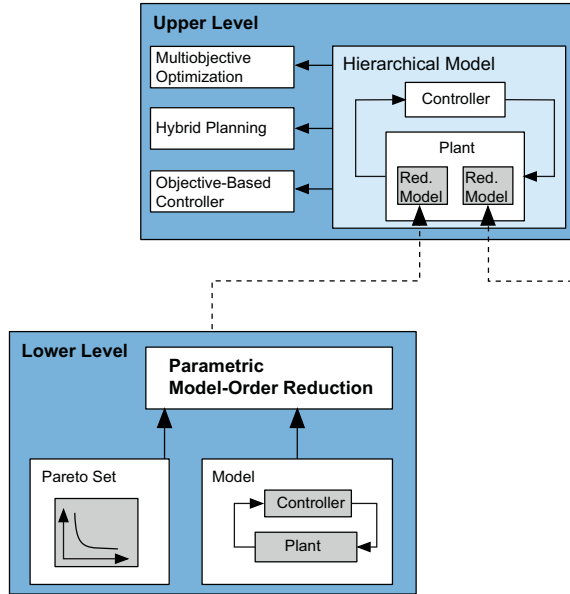 Upper Level
Multiobjective
Optimization
Hybrid Planning
Objective-Based
Controller
Hierarchical Model
Controller
Plant
Red.
Model
Red.
Model
Lower Level
Parametric
Model-Order Reduction
Pareto Set
Model
Controller
Plant